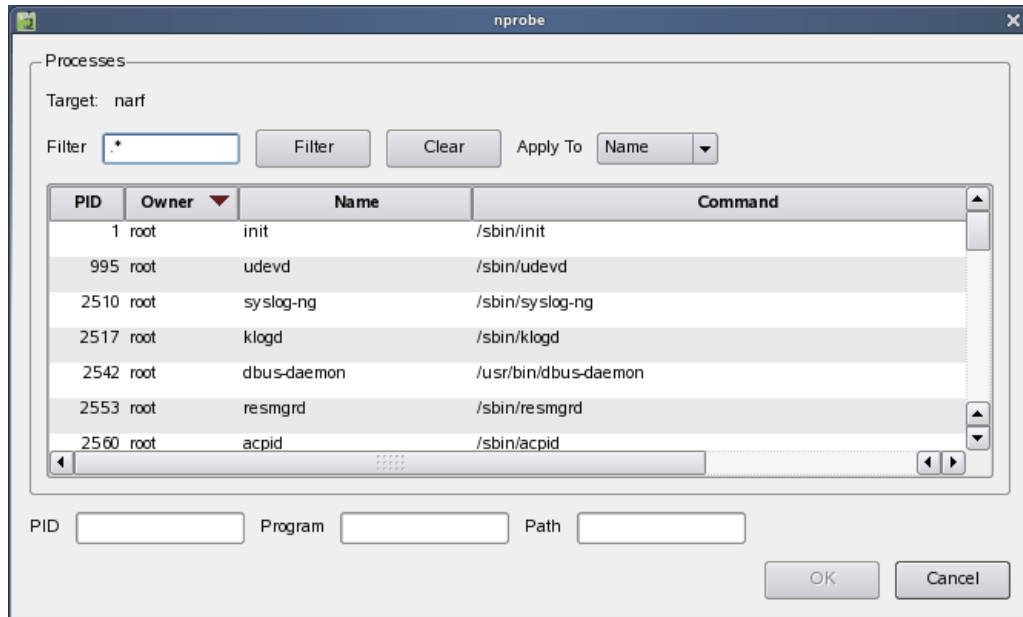 nprobe
Processes
Target: narf
Filter .* Filter Clear Apply To Name
PID Owner Name Command
1 root init /sbin/init
995 root udevd /sbin/udevd
2510 root syslog-ng /sbin/syslog-ng
2517 root klogd /sbin/klogd
2542 root dbus-daemon /usr/bin/dbus-daemon
2553 root resmgrd /sbin/resmgrd
2560 root acpid /sbin/acpid
PID Program Path
OK Cancel